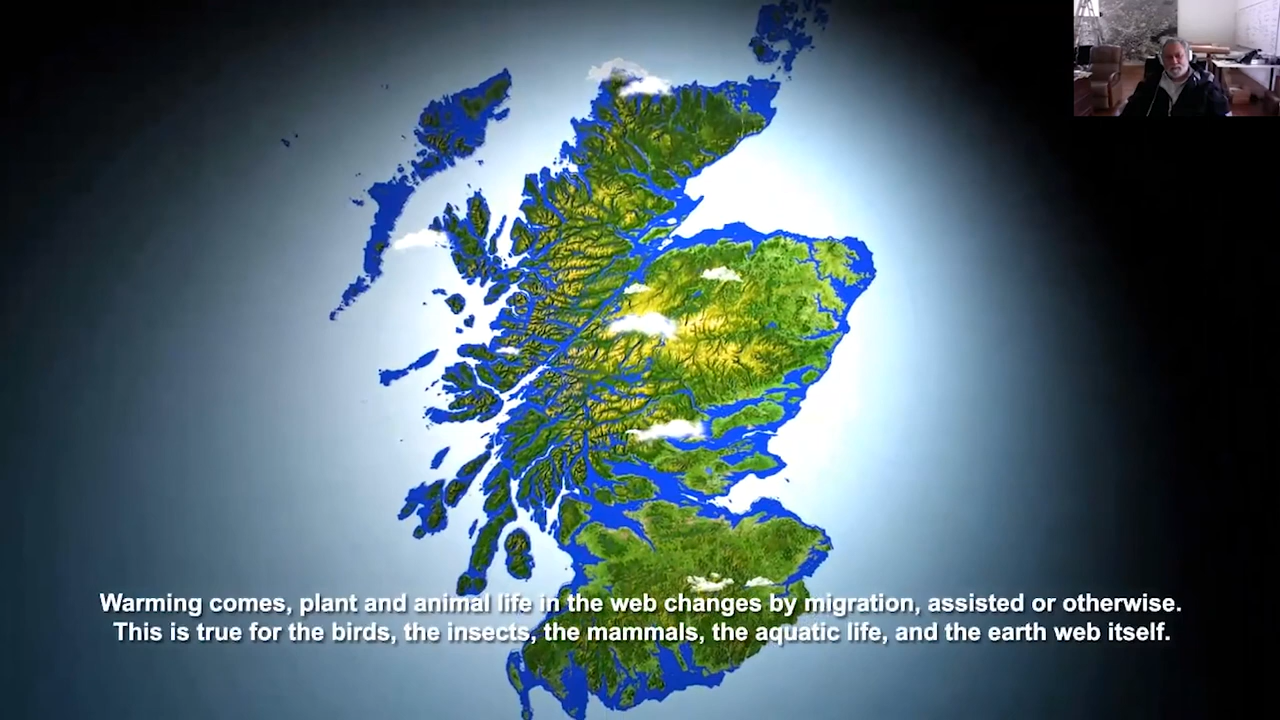 Warming comes, plant and animal life in the web changes by migration, assisted or otherwise.
This is true for the birds, the insects, the mammals, the aquatic life, and the earth web itself.